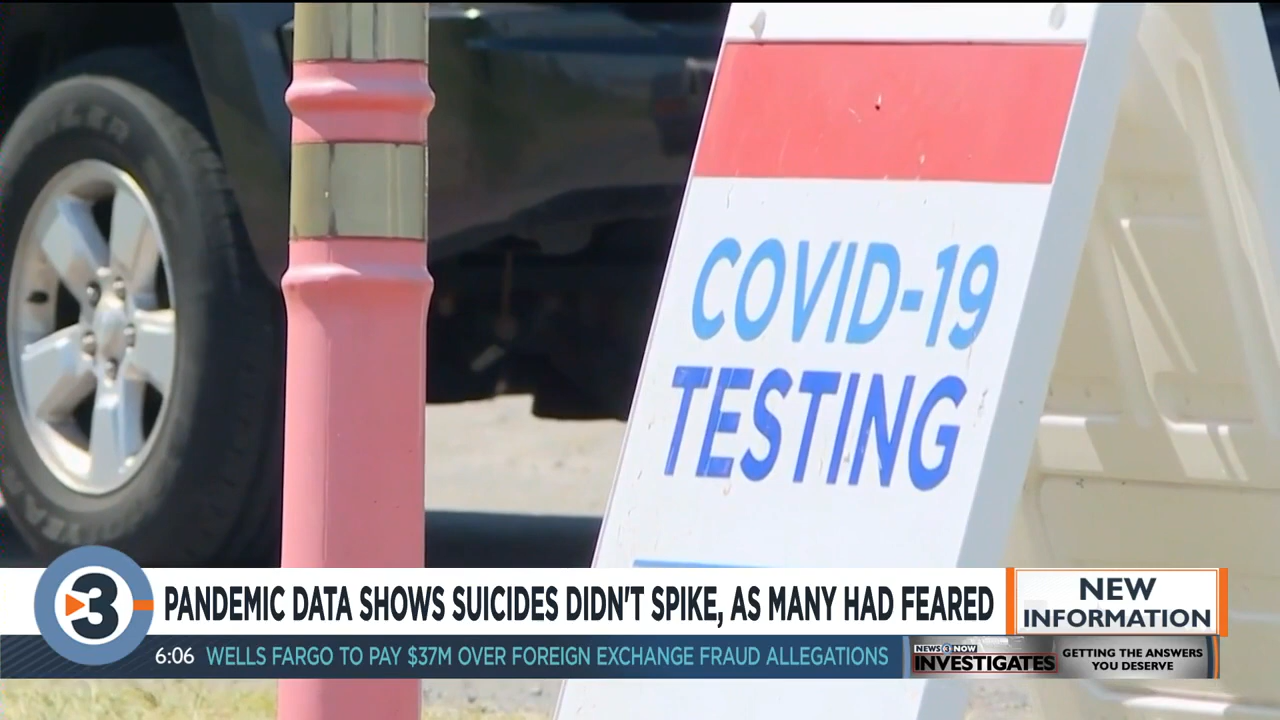 COVID-19
TESTING
3
PANDEMIC DATA SHOWS SUICIDES DIDN'T SPIKE, AS MANY HAD FEARED
NEW
INFORMATION
6:06
WELLS FARGO TO PAY $37M OVER FOREIGN EXCHANGE FRAUD ALLEGATIONS
NEWS 3 NOW
INVESTIGATES
GETTING THE ANSWERS
YOU DESERVE